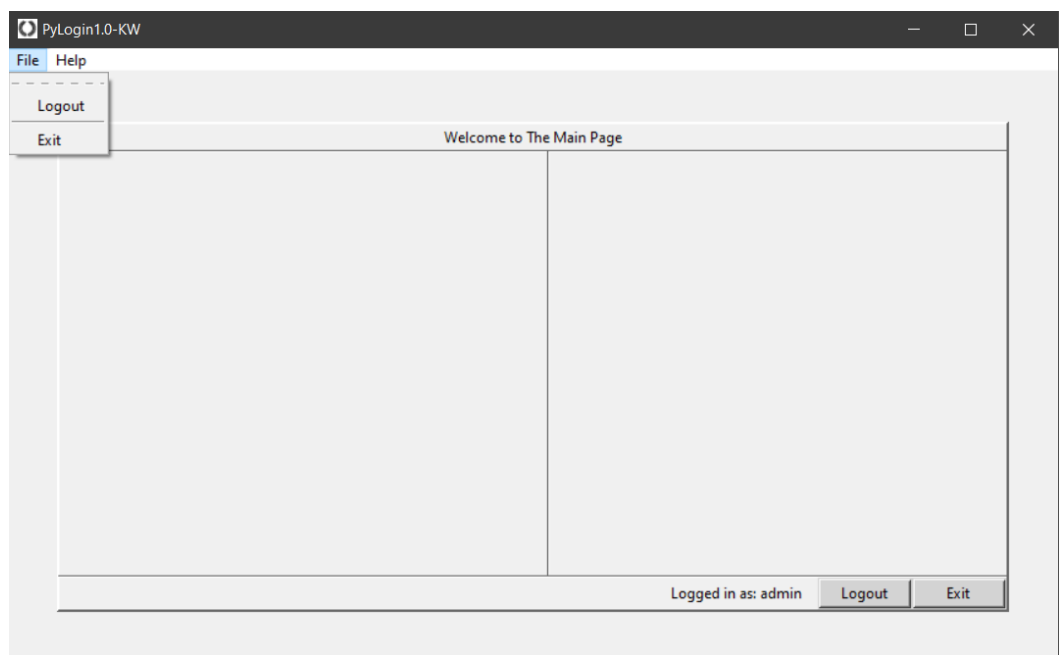 PyLogin1.0-KW
File Help
Logout
Exit
Welcome to The Main Page
Logged in as: admin Logout Exit